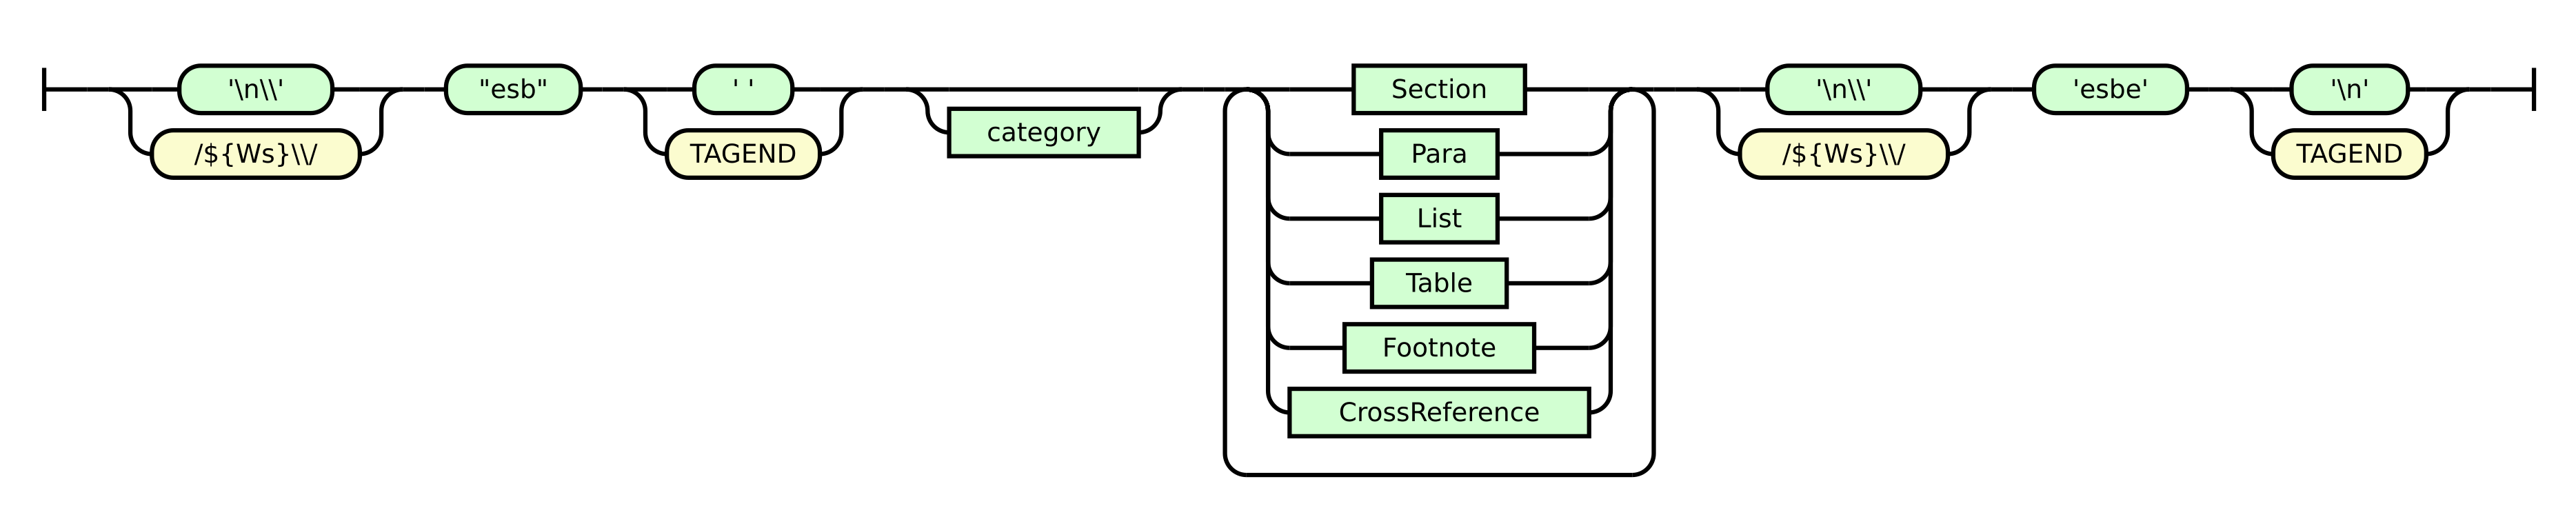 '\n\\'
/${Ws}\\/
"esb"
' '
TAGEND
category
Section
Para
List
Table
Footnote
CrossReference
'\n\\'
/${Ws}\\/
'esbe'
'\n'
TAGEND